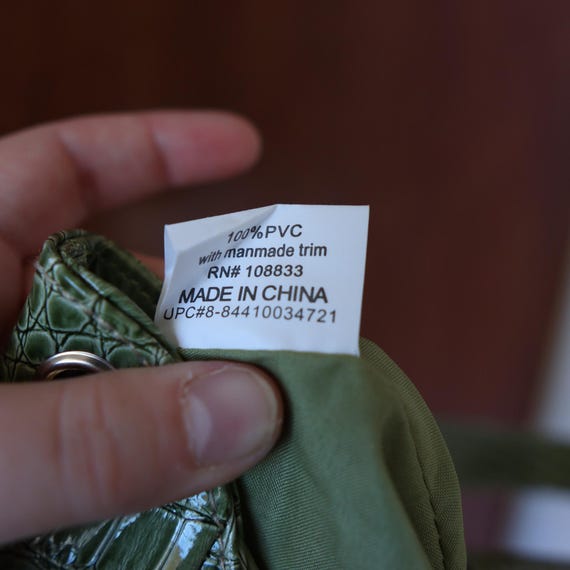 100%PVC
with manmade trim
RN# 108833
MADE IN CHINA
UPC#8-84410034721